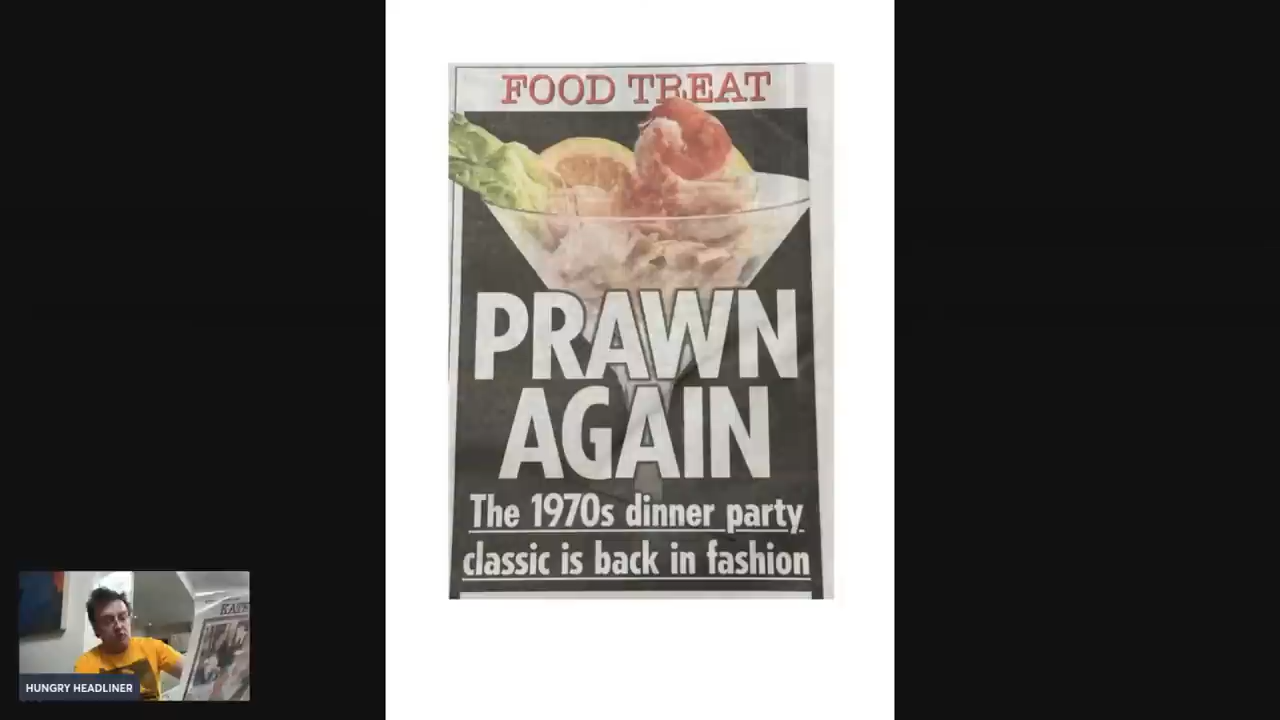 FOOD TREAT
PRAWN
AGAIN
The 1970s dinner party
classic is back in fashion
HUNGRY HEADLINER